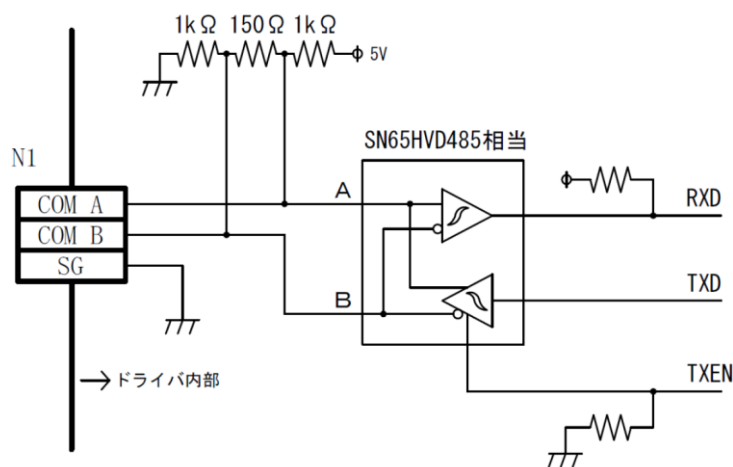 1kΩ 150Ω 1kΩ
5V
SN65HVD485相当
N1
COM A
COM B
SG
A
B
RXD
TXD
TXEN
→ドライバ内部